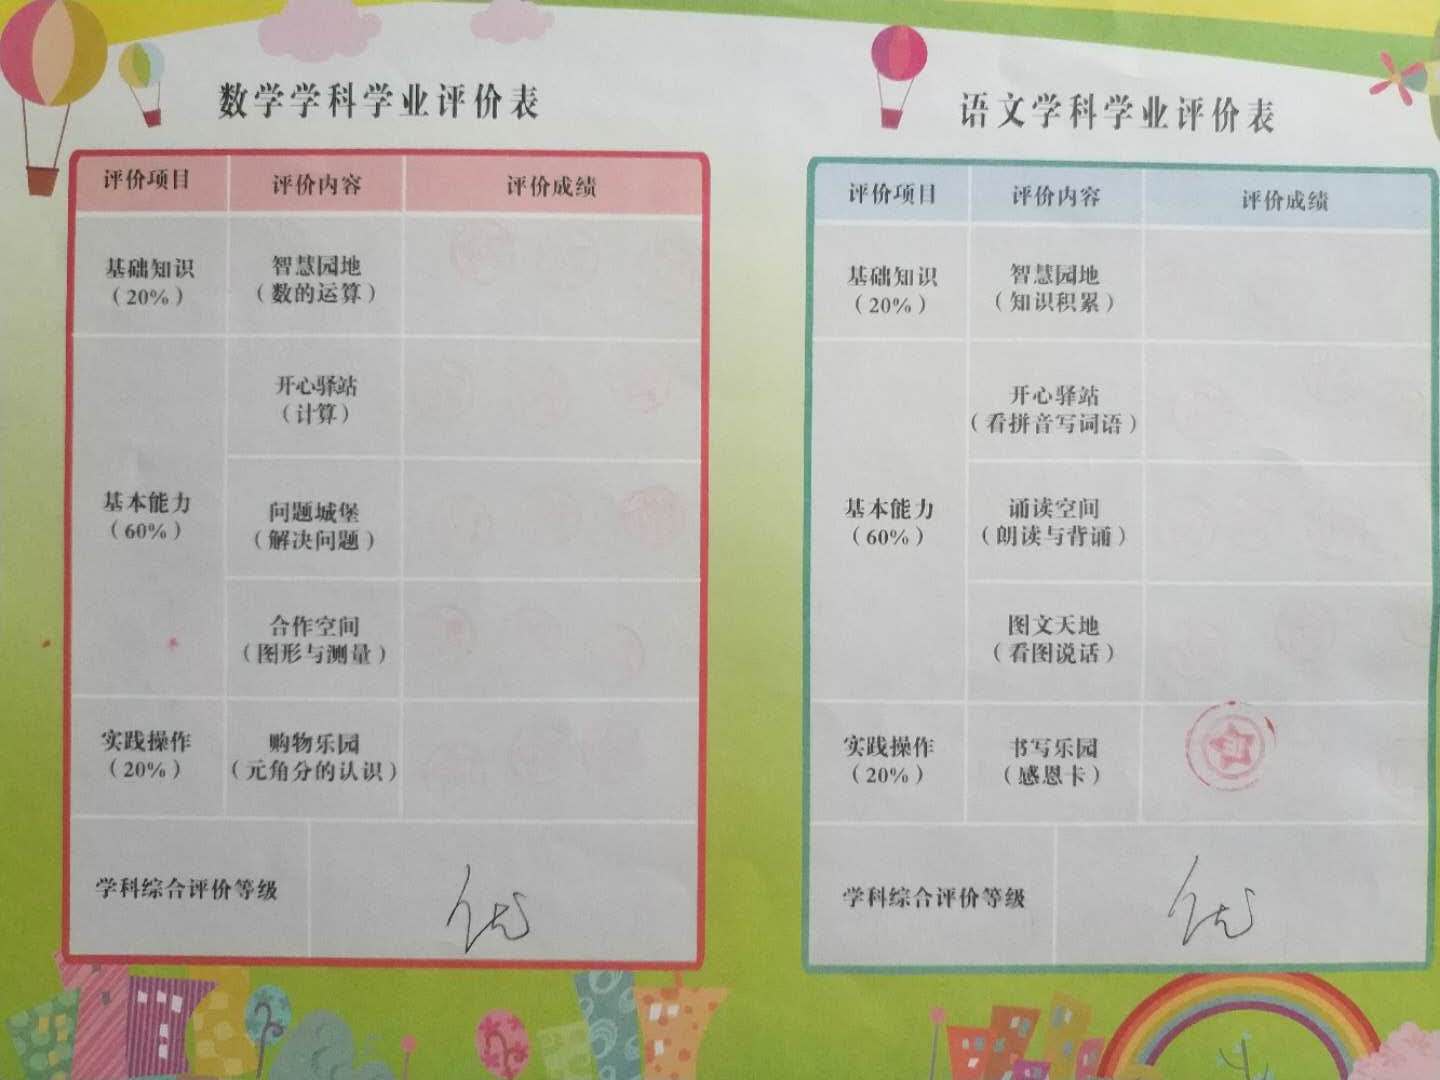 数学学科学业评价表
评价项目 评价内容 评价成绩
基础知识
（20%）
智慧园地
（数的运算）
基本能力
（60%）
开心驿站
（计算）
问题城堡
（解决问题）
合作空间
（图形与测量）
实践操作
（20%）
购物乐园
（元角分的认识）
学科综合评价等级 优
语文学科学业评价表
评价项目 评价内容 评价成绩
基础知识
（20%）
智慧园地
（知识积累）
基本能力
（60%）
开心驿站
（看拼音写词语）
诵读空间
（朗读与背诵）
图文天地
（看图说话）
实践操作
（20%）
书写乐园
（感恩卡）
学科综合评价等级 优